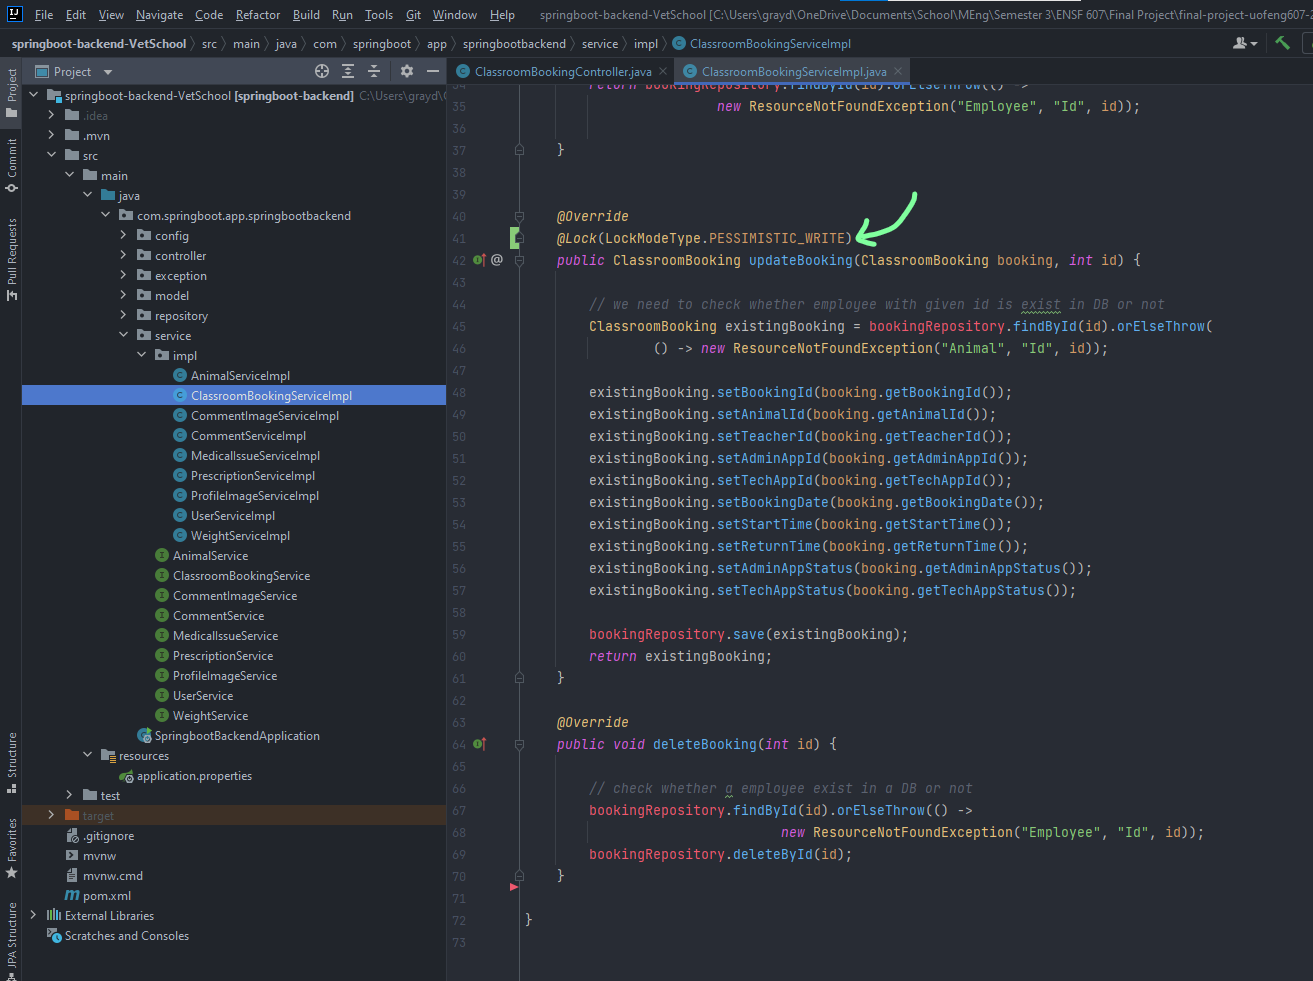 File Edit View Navigate Code Refactor Build Run Tools Git Window Help springboot-backend-VetSchool [C:\Users\grayd\OneDrive\Documents\School\MEng\Semester 3\ENSF 607\Final Project\final-project-uofeng607-2
springboot-backend-VetSchool src main java com springboot app springbootbackend service impl ClassroomBookingServiceImpl
Project
ClassroomBookingController.java
ClassroomBookingServiceImpl.java
Project
Commit
Pull Requests
Structure
Favorites
JPA Structure
springboot-backend-VetSchool [springboot-backend] C:\Users\grayd\
.idea
.mvn
src
main
java
com.springboot.app.springbootbackend
config
controller
exception
model
repository
service
impl
AnimalServiceImpl
ClassroomBookingServiceImpl
CommentImageServiceImpl
CommentServiceImpl
MedicalIssueServiceImpl
PrescriptionServiceImpl
ProfileImageServiceImpl
UserServiceImpl
WeightServiceImpl
AnimalService
ClassroomBookingService
CommentImageService
CommentService
MedicalIssueService
PrescriptionService
ProfileImageService
UserService
WeightService
SpringbootBackendApplication
resources
application.properties
test
target
.gitignore
mvnw
mvnw.cmd
pom.xml
External Libraries
Scratches and Consoles
34 return bookingRepository.findById(id).orElseThrow(() ->
35 new ResourceNotFoundException("Employee", "Id", id));
36
37 }
38
39
40 @Override
41 @Lock(LockModeType.PESSIMISTIC_WRITE)
42 public ClassroomBooking updateBooking(ClassroomBooking booking, int id) {
43
44 // we need to check whether employee with given id is exist in DB or not
45 ClassroomBooking existingBooking = bookingRepository.findById(id).orElseThrow(
46 () -> new ResourceNotFoundException("Animal", "Id", id));
47
48 existingBooking.setBookingId(booking.getBookingId());
49 existingBooking.setAnimalId(booking.getAnimalId());
50 existingBooking.setTeacherId(booking.getTeacherId());
51 existingBooking.setAdminAppId(booking.getAdminAppId());
52 existingBooking.setTechAppId(booking.getTechAppId());
53 existingBooking.setBookingDate(booking.getBookingDate());
54 existingBooking.setStartTime(booking.getStartTime());
55 existingBooking.setReturnTime(booking.getReturnTime());
56 existingBooking.setAdminAppStatus(booking.getAdminAppStatus());
57 existingBooking.setTechAppStatus(booking.getTechAppStatus());
58
59 bookingRepository.save(existingBooking);
60 return existingBooking;
61 }
62
63 @Override
64 public void deleteBooking(int id) {
65
66 // check whether a employee exist in a DB or not
67 bookingRepository.findById(id).orElseThrow(() ->
68 new ResourceNotFoundException("Employee", "Id", id));
69 bookingRepository.deleteById(id);
70 }
71
72 }
73